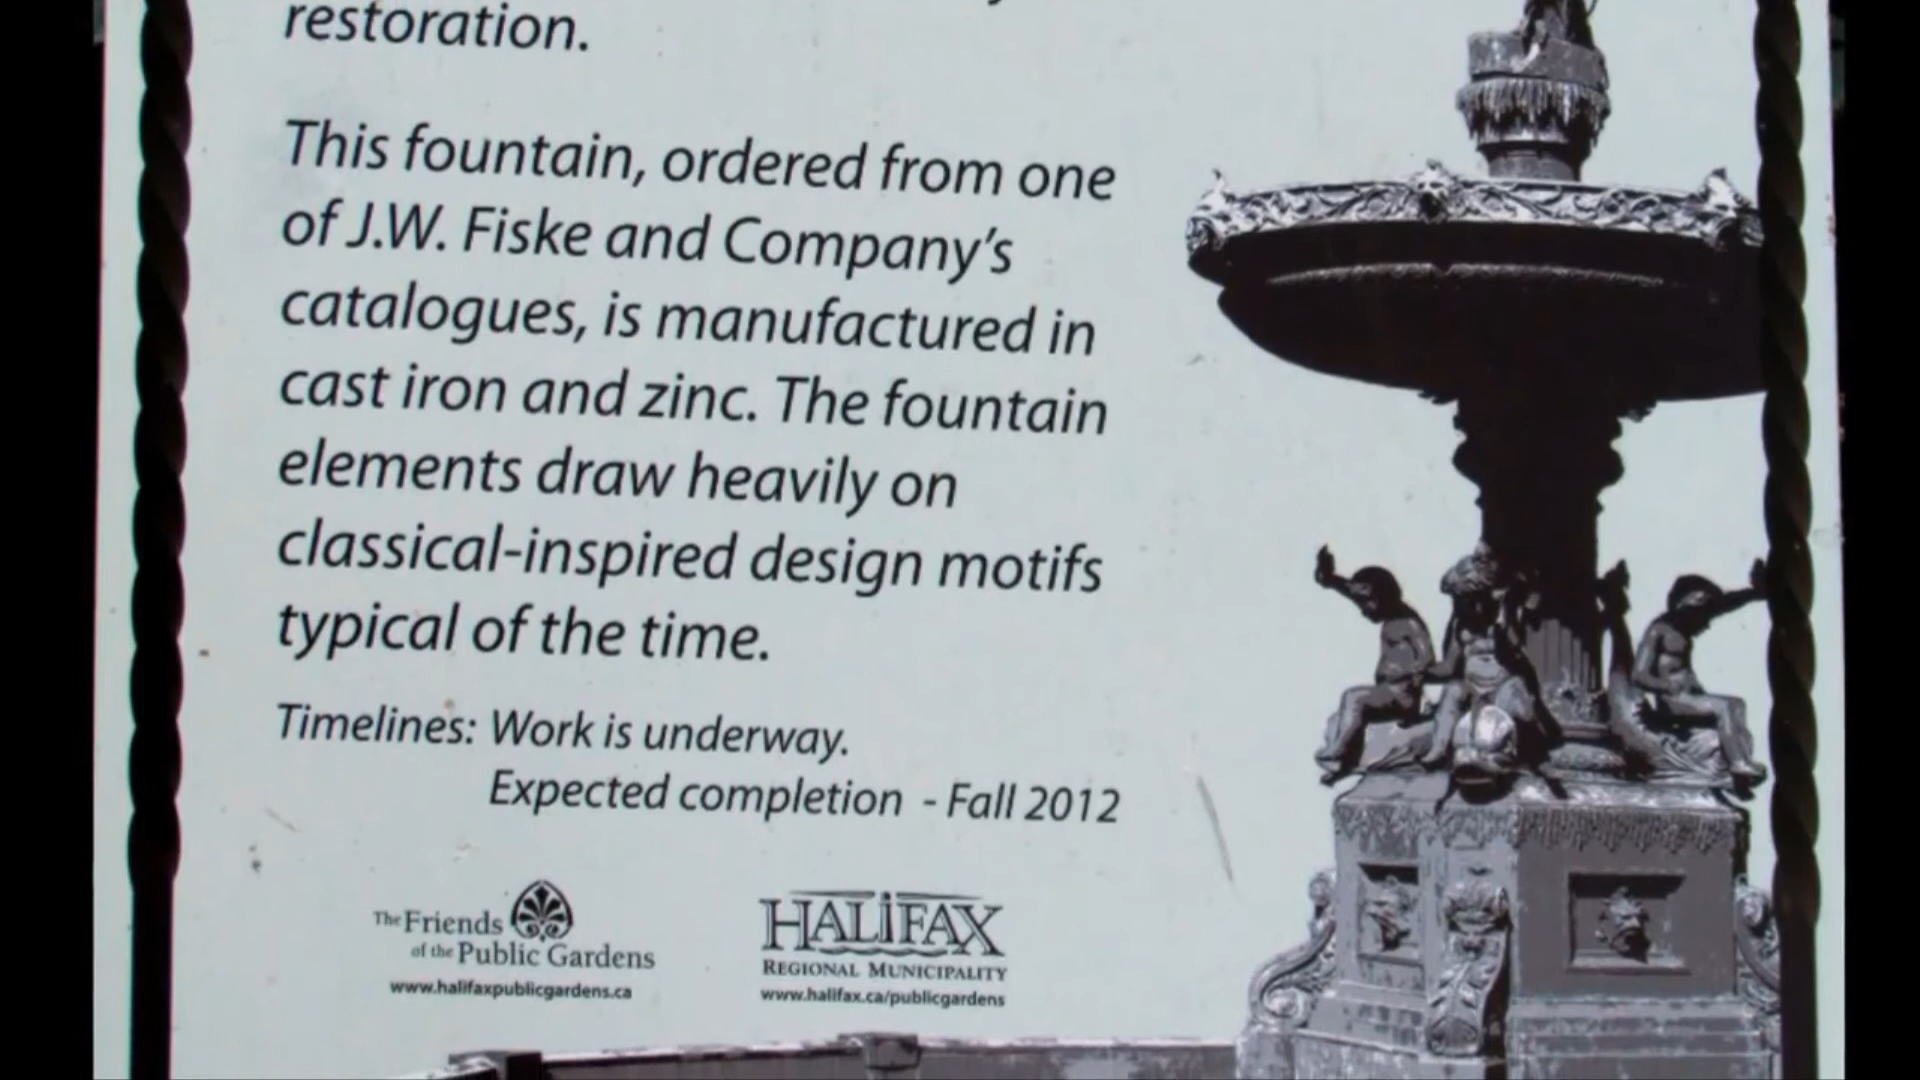 restoration.
This fountain, ordered from one
of J.W. Fiske and Company's
catalogues, is manufactured in
cast iron and zinc. The fountain
elements draw heavily on
classical-inspired design motifs
typical of the time.
Timelines: Work is underway.
Expected completion - Fall 2012
The Friends
of the Public Gardens
www.halifaxpublicgardens.ca
HALiFAX
REGIONAL MUNICIPALITY
www.halifax.ca/publicgardens